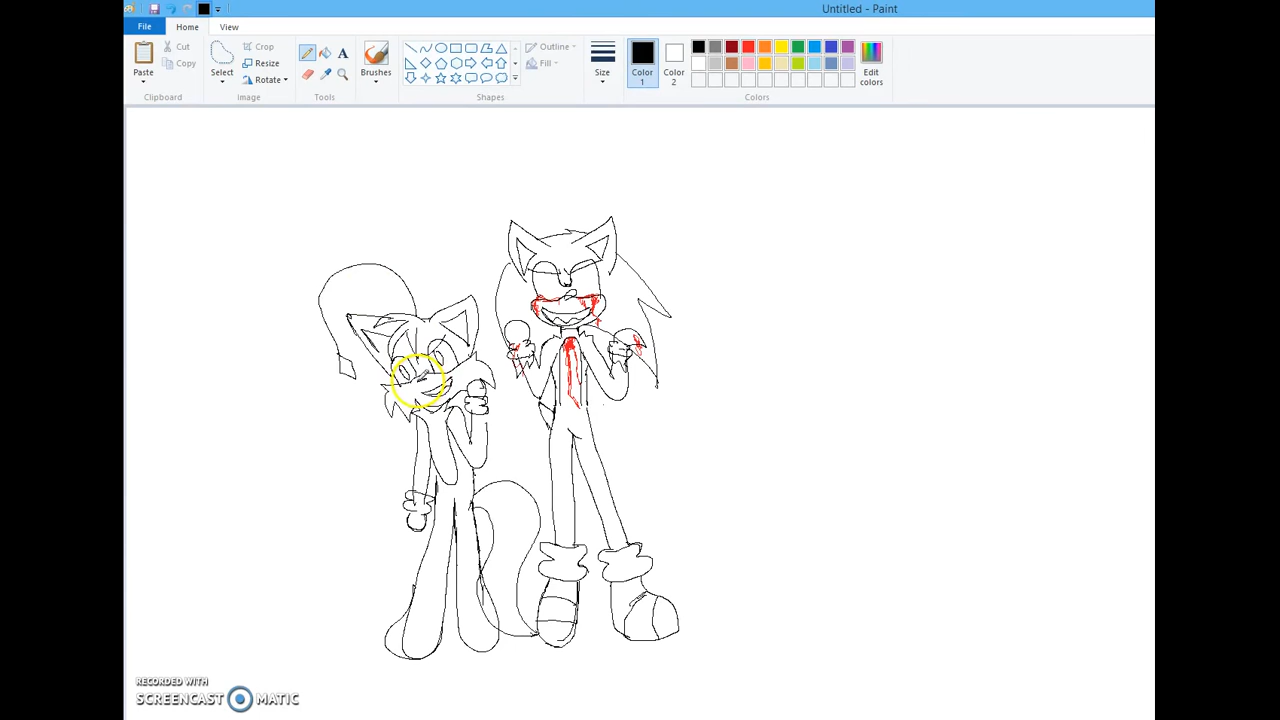 Untitled - Paint
File Home View
Paste
Cut
Copy
Clipboard
Select
Crop
Resize
Rotate
Image
A
Tools
Brushes
Outline
Fill
Shapes
Size
Color 1
Color 2
Edit colors
Colors
RECORDED WITH
SCREENCAST MATIC